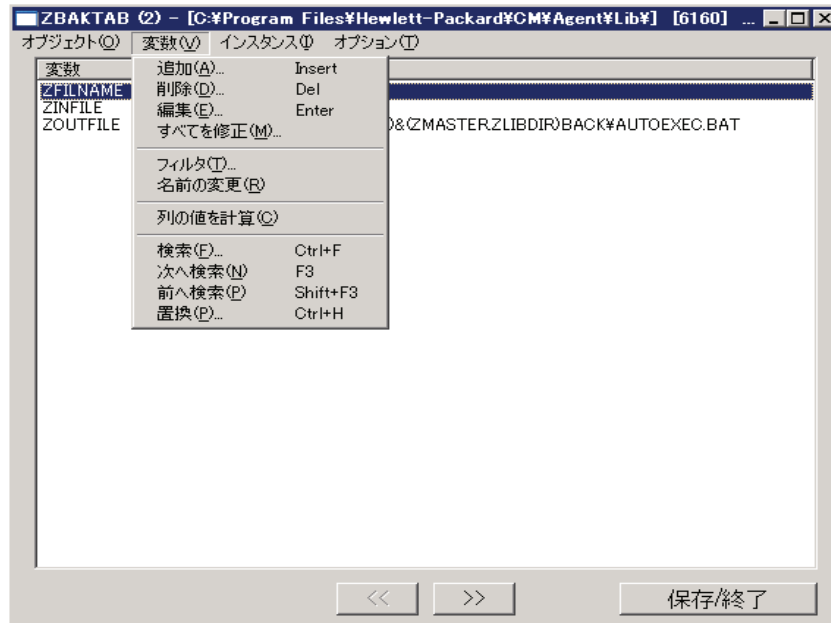 ZBAKTAB (2) - [C:¥Program Files¥Hewlett-Packard¥CM¥Agent¥Lib¥] [6160] ...
オブジェクト(O) 変数(V) インスタンス(I) オプション(T)
変数
ZFILNAME
ZINFILE
ZOUTFILE )&(ZMASTER.ZLIBDIR)BACK¥AUTOEXEC.BAT
追加(A)... Insert
削除(D)... Del
編集(E)... Enter
すべてを修正(M)...
フィルタ(T)...
名前の変更(R)
列の値を計算(C)
検索(F)... Ctrl+F
次へ検索(N) F3
前へ検索(P) Shift+F3
置換(P)... Ctrl+H
<< >> 保存/終了